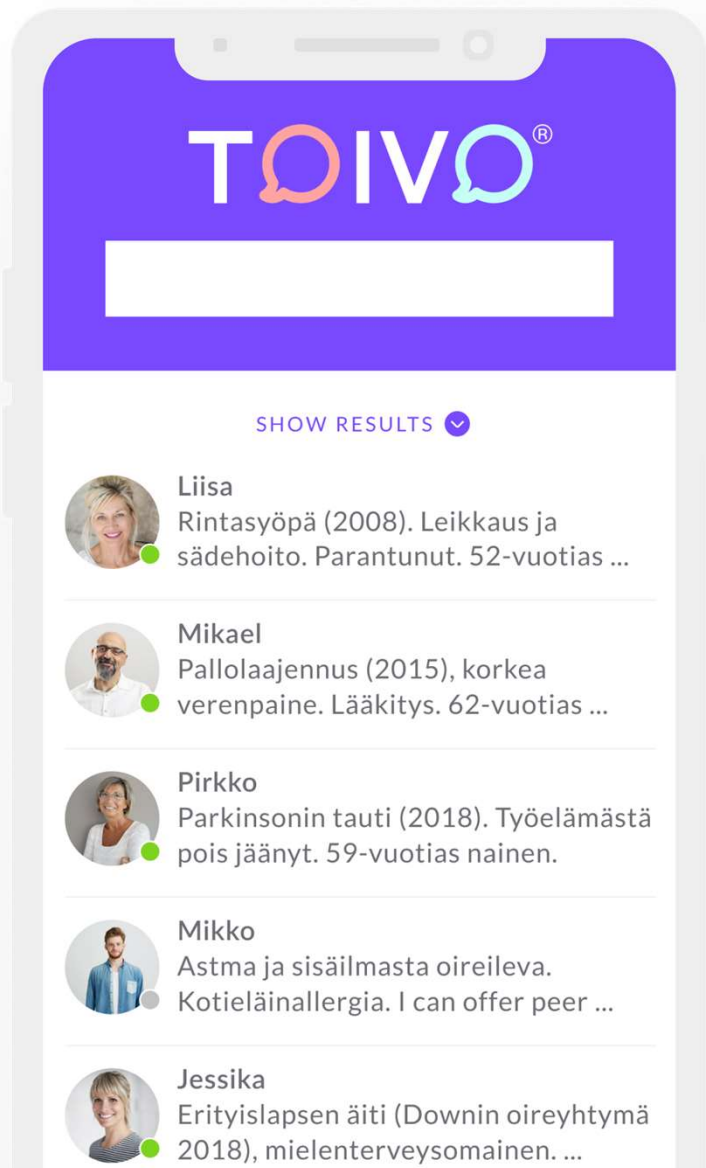 TOIVO®
SHOW RESULTS
Liisa
Rintasyöpä (2008). Leikkaus ja
sädehoito. Parantunut. 52-vuotias ...
Mikael
Pallolaajennus (2015), korkea
verenpaine. Lääkitys. 62-vuotias ...
Pirkko
Parkinsonin tauti (2018). Työelämästä
pois jäänyt. 59-vuotias nainen.
Mikko
Astma ja sisäilmasta oireileva.
Kotieläinallergia. I can offer peer ...
Jessika
Erityislapsen äiti (Downin oireyhtymä
2018), mielenterveysomainen. ...